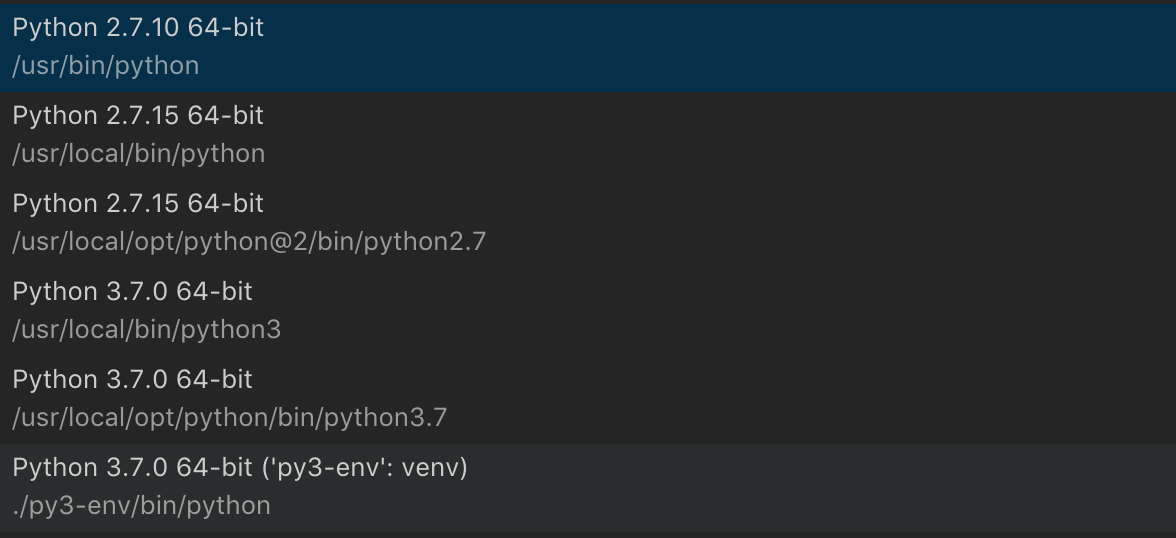 Python 2.7.10 64-bit
/usr/bin/python
Python 2.7.15 64-bit
/usr/local/bin/python
Python 2.7.15 64-bit
/usr/local/opt/python@2/bin/python2.7
Python 3.7.0 64-bit
/usr/local/bin/python3
Python 3.7.0 64-bit
/usr/local/opt/python/bin/python3.7
Python 3.7.0 64-bit ('py3-env': venv)
./py3-env/bin/python